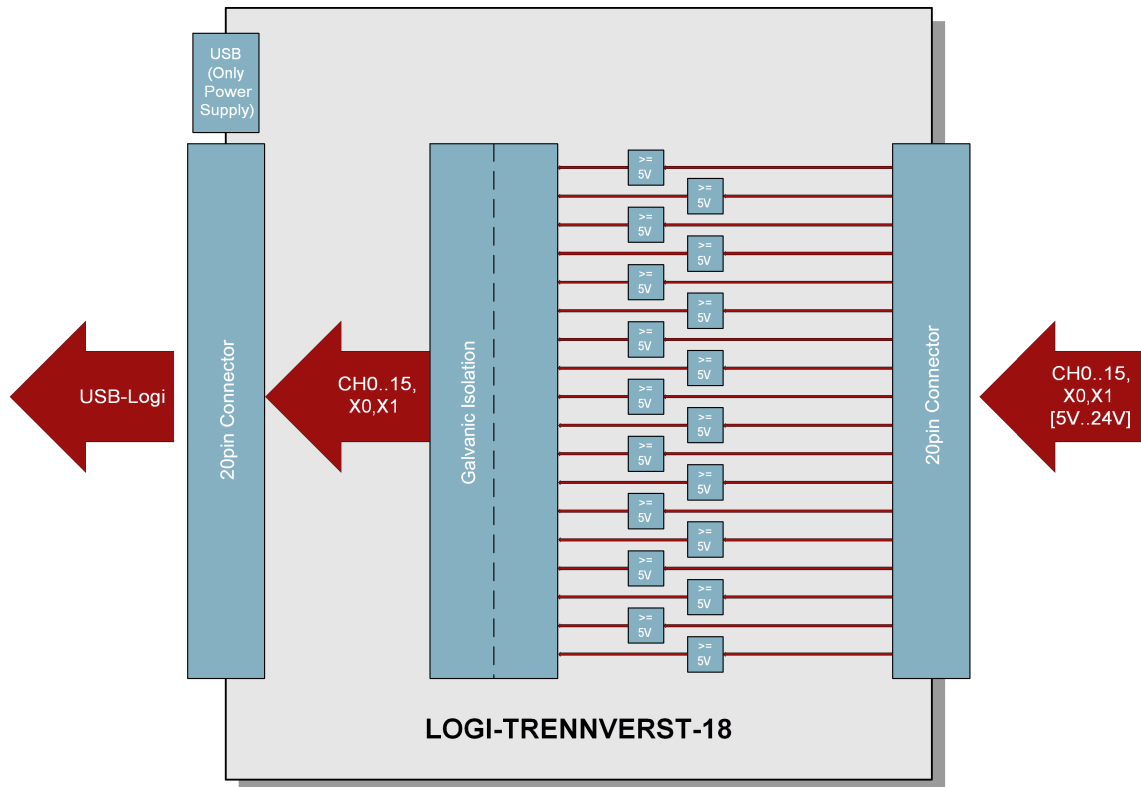 USB
(Only
Power
Supply)
>=
5V
>=
5V
>=
5V
>=
5V
>=
5V
>=
5V
>=
5V
>=
5V
>=
5V
>=
5V
>=
5V
>=
5V
>=
5V
>=
5V
>=
5V
>=
5V
>=
5V
>=
5V
USB-Logi
20pin Connector
CH0..15,
X0,X1
Galvanic Isolation
20pin Connector
CH0..15,
X0,X1
[5V..24V]
LOGI-TRENNVERST-18